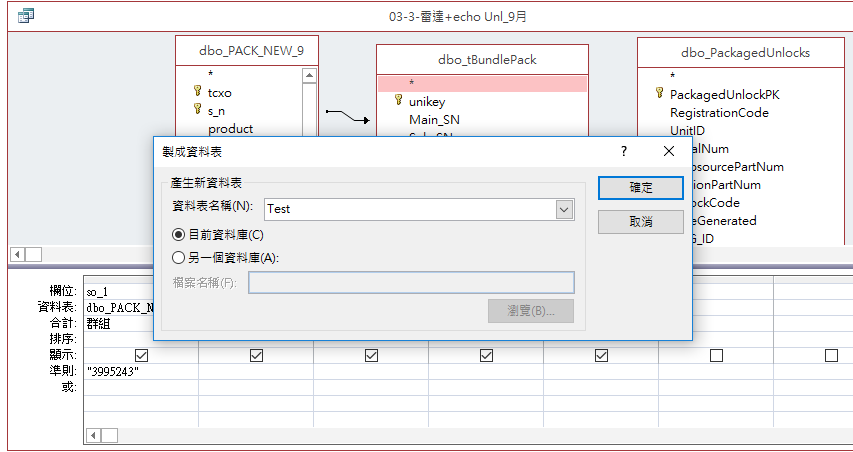 03-3-雷達+echo Unl_9月
dbo_PACK_NEW_9
*
tcxo
s_n
product
dbo_tBundlePack
*
unikey
Main_SN
dbo_PackagedUnlocks
*
PackagedUnlockPK
RegistrationCode
UnitID
alNum
osourcePartNum
ionPartNum
ockCode
eGenerated
G_ID
製成資料表
?
產生新資料表
資料表名稱(N):
Test
目前資料庫(C)
另一個資料庫(A):
檔案名稱(F):
瀏覽(B)...
確定
取消
欄位: so_1
資料表: dbo_PACK_N
合計: 群組
排序:
顯示:
準則: "3995243"
或: